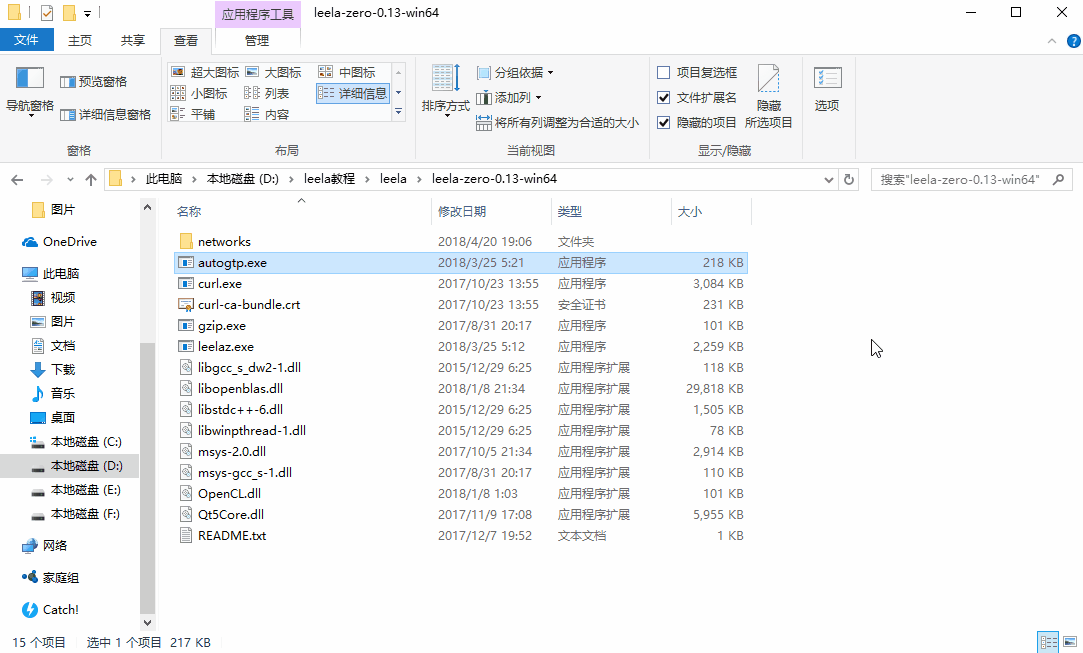 应用程序工具 leela-zero-0.13-win64
文件 主页 共享 查看 管理
导航窗格 预览窗格 详细信息窗格
窗格
超大图标 大图标 中图标
小图标 列表 详细信息
平铺 内容
布局
排序方式 分组依据
添加列
将所有列调整为合适的大小
当前视图
项目复选框
文件扩展名
隐藏的项目
隐藏
所选项目
显示/隐藏
选项
此电脑 本地磁盘 (D:) leela教程 leela leela-zero-0.13-win64
搜索"leela-zero-0.13-win64"
图片
OneDrive
此电脑
视频
图片
文档
下载
音乐
桌面
本地磁盘 (C:)
本地磁盘 (D:)
本地磁盘 (E:)
本地磁盘 (F:)
网络
家庭组
Catch!
名称 修改日期 类型 大小
networks 2018/4/20 19:06 文件夹
autogtp.exe 2018/3/25 5:21 应用程序 218 KB
curl.exe 2017/10/23 13:55 应用程序 3,084 KB
curl-ca-bundle.crt 2017/10/23 13:55 安全证书 231 KB
gzip.exe 2017/8/31 20:17 应用程序 101 KB
leelaz.exe 2018/3/25 5:12 应用程序 2,259 KB
libgcc_s_dw2-1.dll 2015/12/29 6:25 应用程序扩展 118 KB
libopenblas.dll 2018/1/8 21:34 应用程序扩展 29,818 KB
libstdc++-6.dll 2015/12/29 6:25 应用程序扩展 1,505 KB
libwinpthread-1.dll 2015/12/29 6:25 应用程序扩展 78 KB
msys-2.0.dll 2017/10/5 21:34 应用程序扩展 2,914 KB
msys-gcc_s-1.dll 2017/8/31 20:17 应用程序扩展 110 KB
OpenCL.dll 2018/1/8 1:03 应用程序扩展 101 KB
Qt5Core.dll 2017/11/9 17:08 应用程序扩展 5,955 KB
README.txt 2017/12/7 19:52 文本文档 1 KB
15 个项目 选中 1 个项目 217 KB